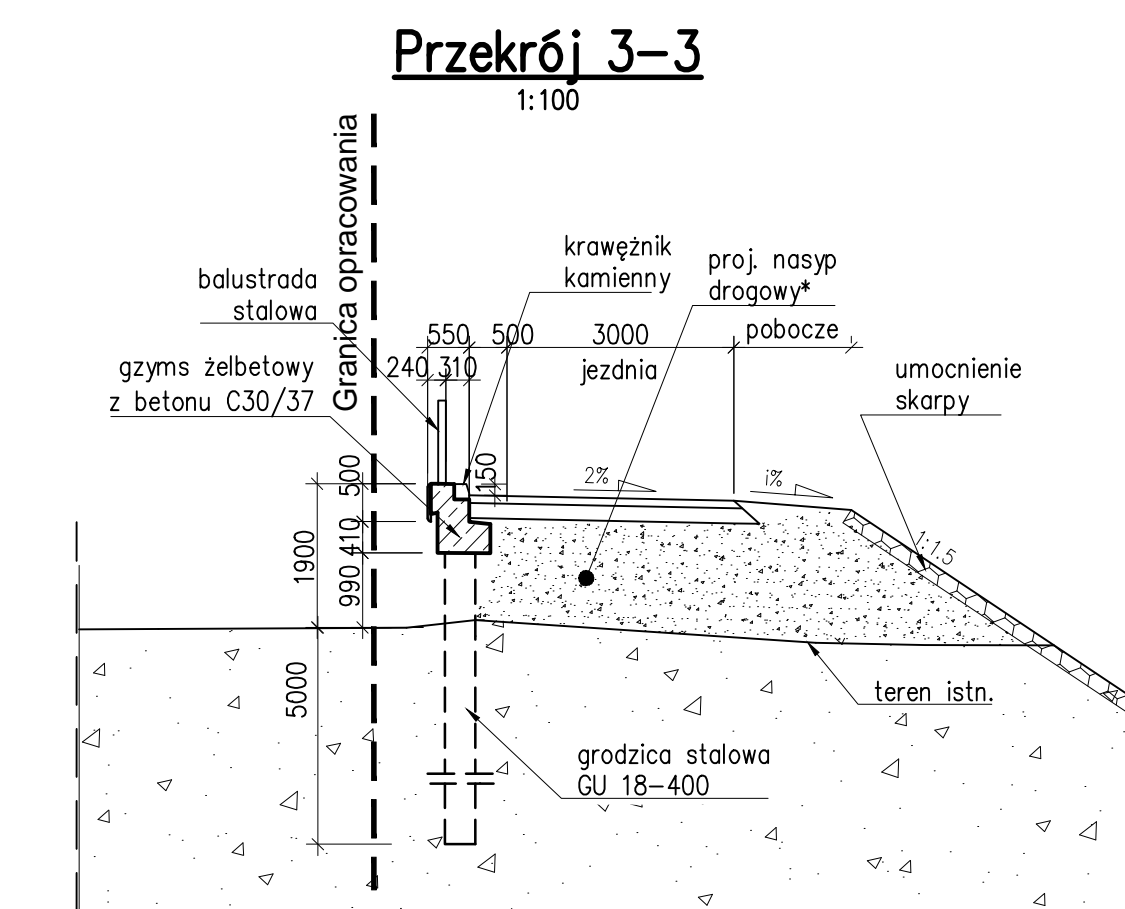 Przekrój 3-3
1:100
Granica opracowania
krawężnik
kamienny
proj. nasyp
drogowy*
balustrada
stalowa
550
500
3000
pobocze
gzyms żelbetowy
z betonu C30/37
240
310
jezdnia
umocnienie
skarpy
500
150
2%
i%
1900
410
990
1:1.5
5000
teren istn.
grodzica stalowa
GU 18-400